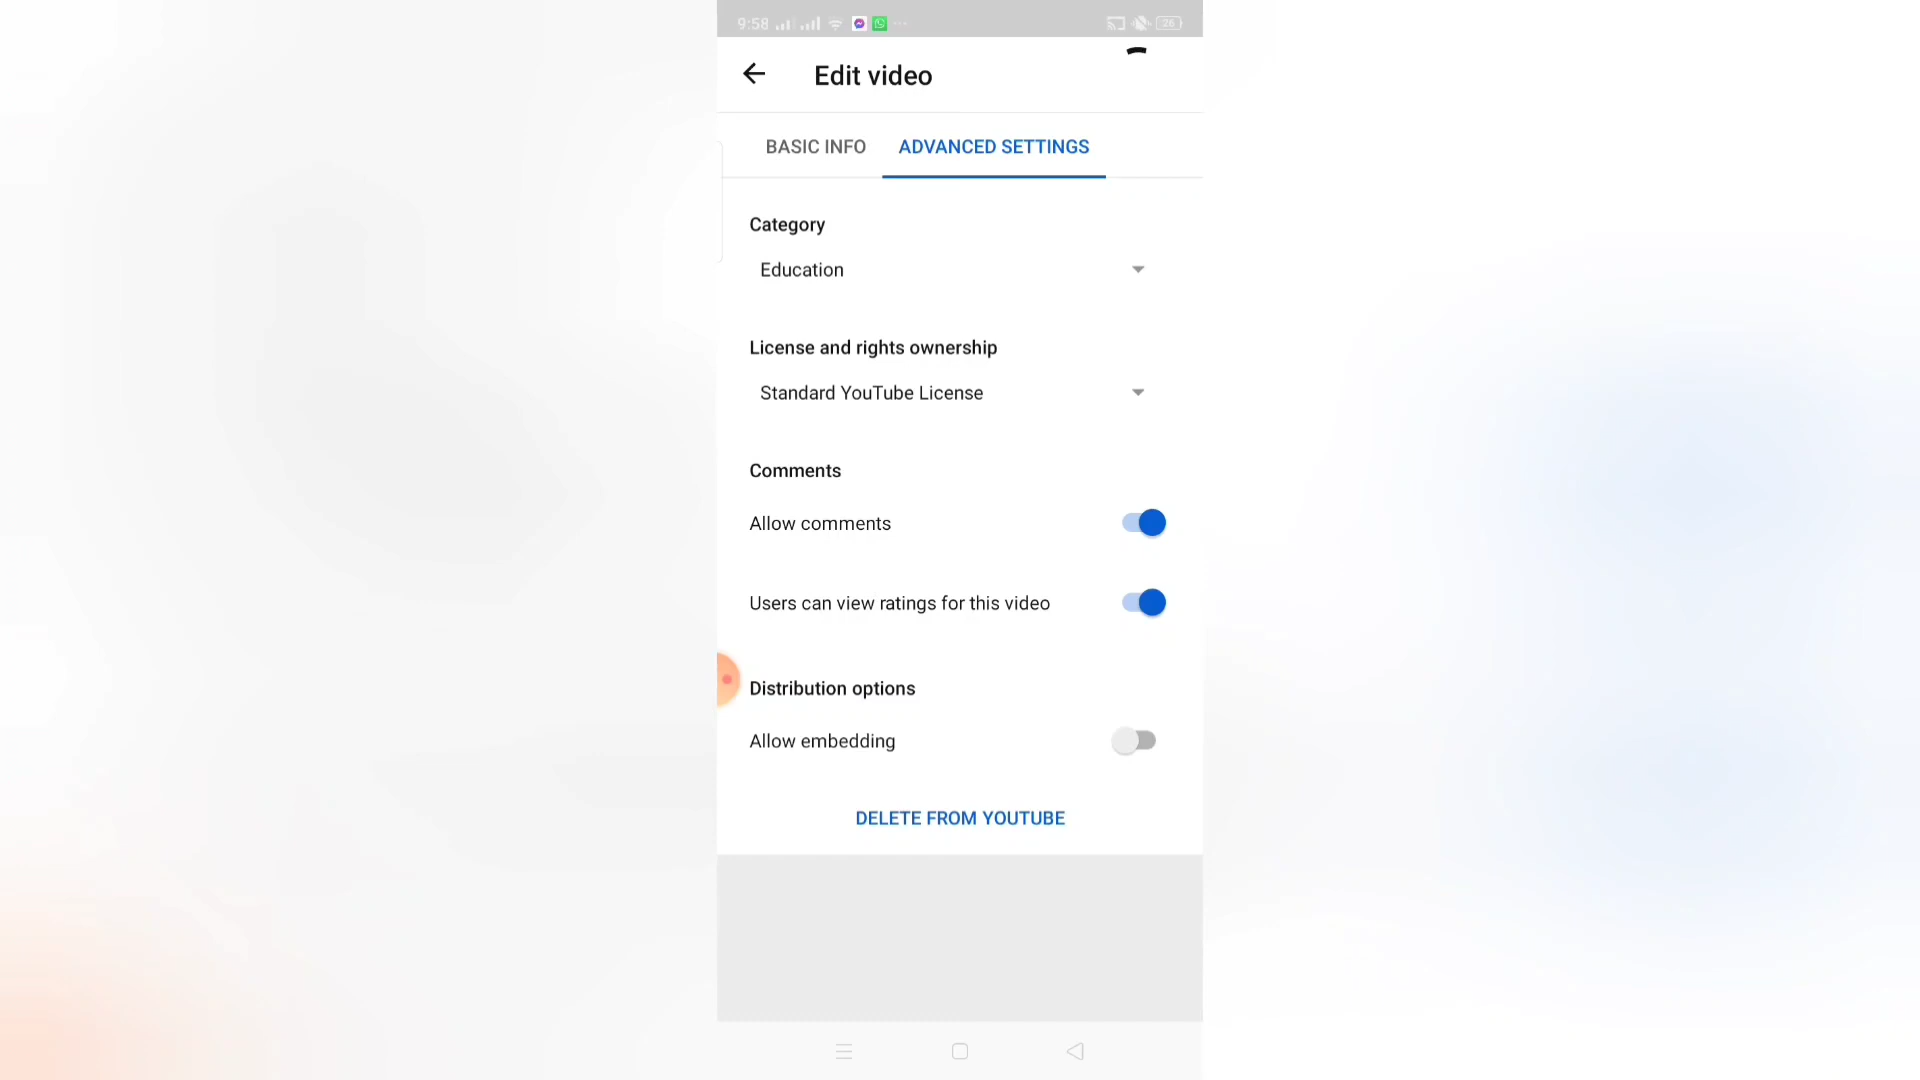 9:58
26
Edit video
BASIC INFO
ADVANCED SETTINGS
Category
Education
License and rights ownership
Standard YouTube License
Comments
Allow comments
Users can view ratings for this video
Distribution options
Allow embedding
DELETE FROM YOUTUBE